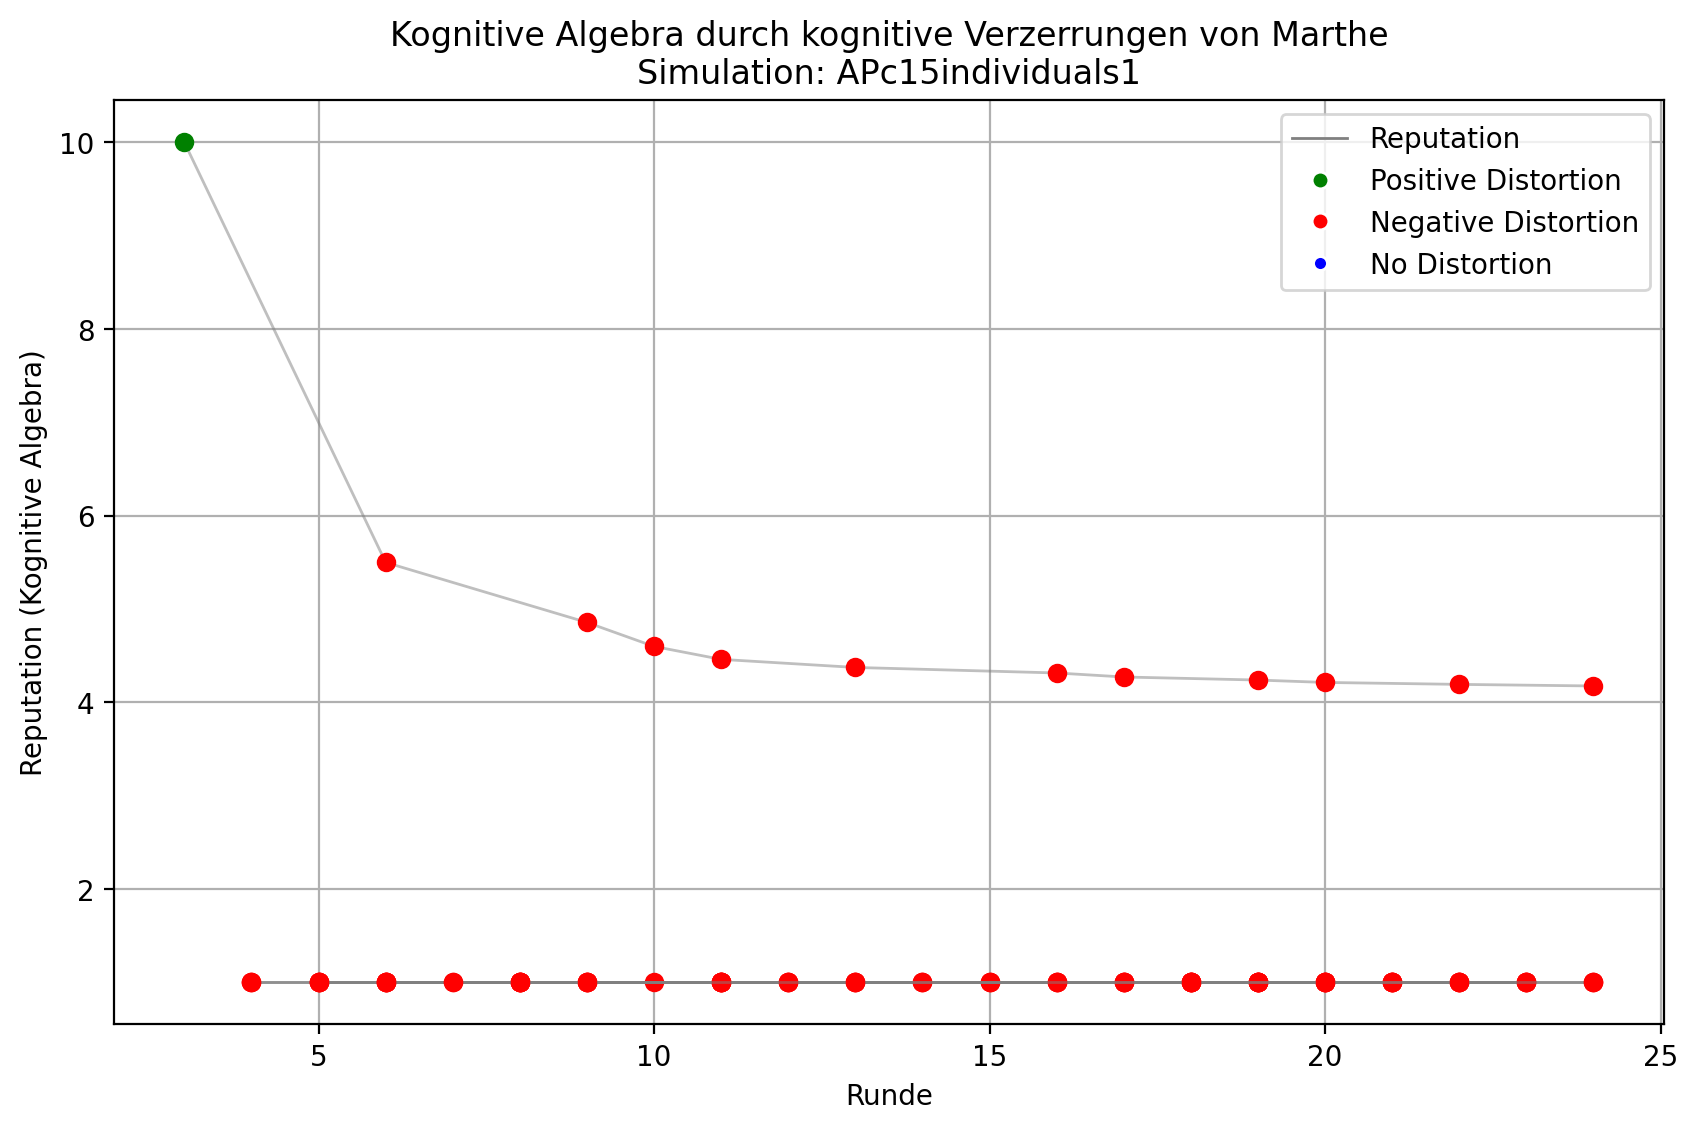 Kognitive Algebra durch kognitive Verzerrungen von Marthe
Simulation: APc15individuals1
Reputation
Positive Distortion
Negative Distortion
No Distortion
Reputation (Kognitive Algebra)
10
8
6
4
2
5
10
15
20
25
Runde